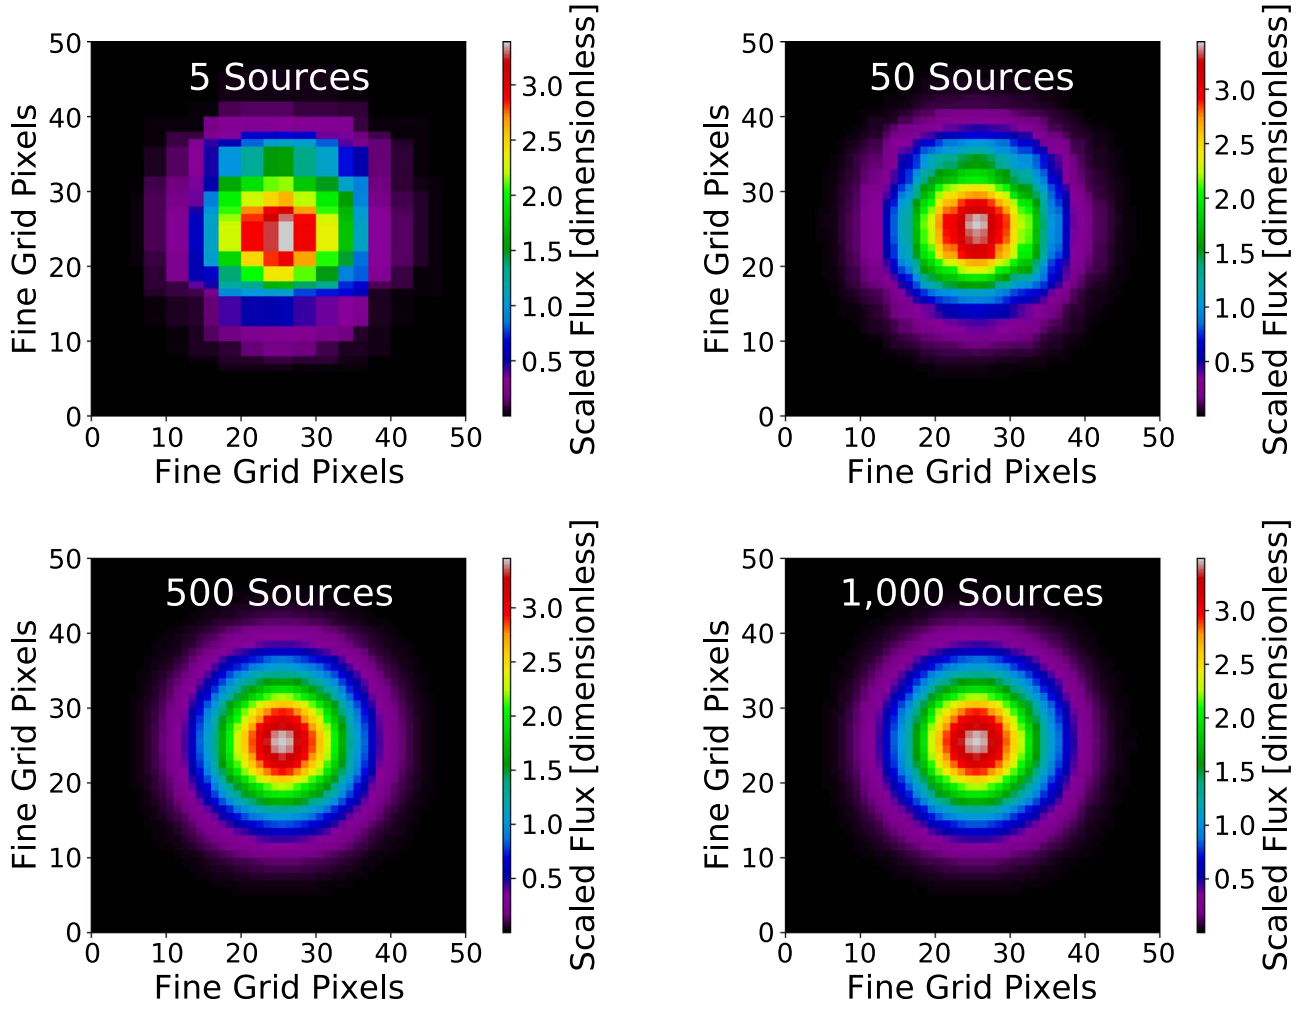 5 Sources
50
40
30
20
10
0
0 10 20 30 40 50
Fine Grid Pixels
Fine Grid Pixels
3.0
2.5
2.0
1.5
1.0
0.5
Scaled Flux [dimensionless]
50 Sources
50
40
30
20
10
0
0 10 20 30 40 50
Fine Grid Pixels
Fine Grid Pixels
3.0
2.5
2.0
1.5
1.0
0.5
Scaled Flux [dimensionless]
500 Sources
50
40
30
20
10
0
0 10 20 30 40 50
Fine Grid Pixels
Fine Grid Pixels
3.0
2.5
2.0
1.5
1.0
0.5
Scaled Flux [dimensionless]
1,000 Sources
50
40
30
20
10
0
0 10 20 30 40 50
Fine Grid Pixels
Fine Grid Pixels
3.0
2.5
2.0
1.5
1.0
0.5
Scaled Flux [dimensionless]